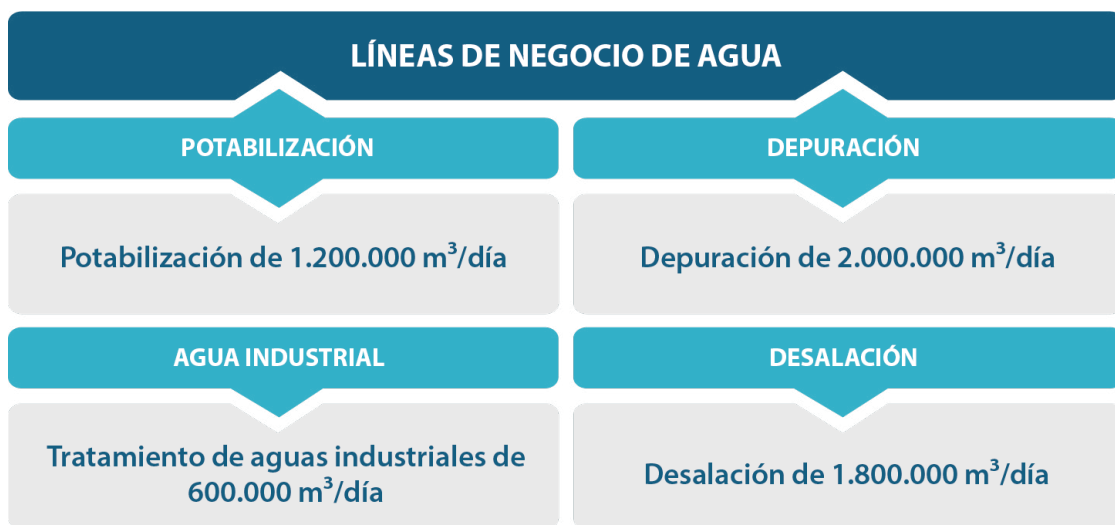 LÍNEAS DE NEGOCIO DE AGUA
POTABILIZACIÓN
Potabilización de 1.200.000 m³/día
DEPURACIÓN
Depuración de 2.000.000 m³/día
AGUA INDUSTRIAL
Tratamiento de aguas industriales de
600.000 m³/día
DESALACIÓN
Desalación de 1.800.000 m³/día